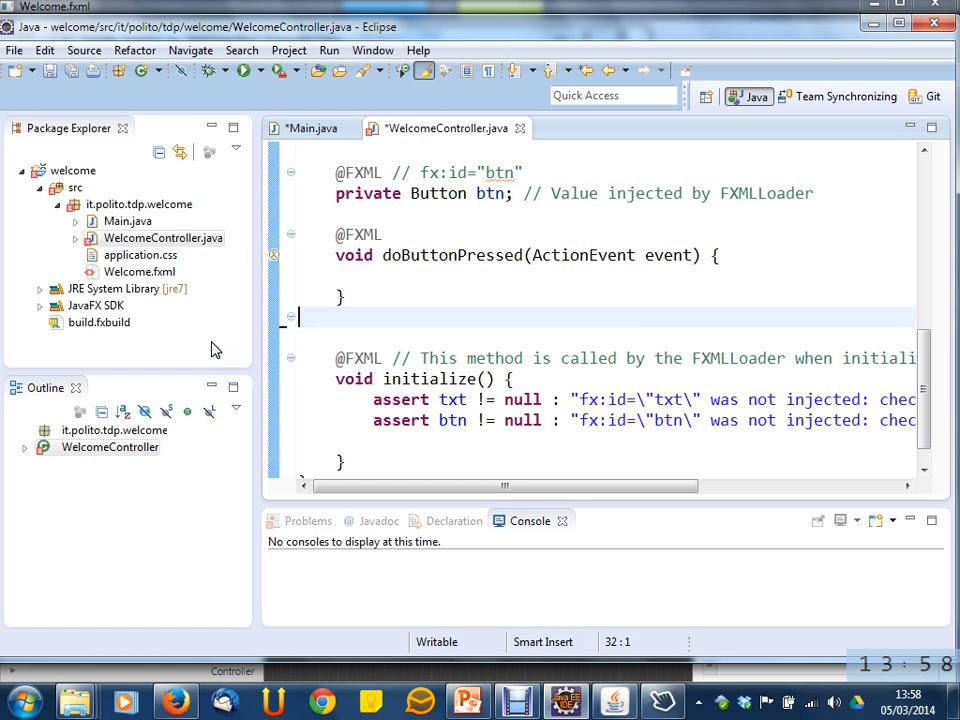 Welcome.fxml
Java - welcome/src/it/polito/tdp/welcome/WelcomeController.java - Eclipse
File Edit Source Refactor Navigate Search Project Run Window Help
Quick Access
Java Team Synchronizing Git
Package Explorer
welcome
src
it.polito.tdp.welcome
Main.java
WelcomeController.java
application.css
Welcome.fxml
JRE System Library [jre7]
JavaFX SDK
build.fxbuild
Outline
it.polito.tdp.welcome
WelcomeController
*Main.java *WelcomeController.java
@FXML // fx:id="btn"
private Button btn; // Value injected by FXMLLoader
@FXML
void doButtonPressed(ActionEvent event) {
}
@FXML // This method is called by the FXMLLoader when initiali
void initialize() {
assert txt != null : "fx:id=\"txt\" was not injected: chec
assert btn != null : "fx:id=\"btn\" was not injected: chec
}
Problems @ Javadoc Declaration Console
No consoles to display at this time.
Writable Smart Insert 32 : 1
Controller
13:58
Java EE
IDE
13:58
05/03/2014